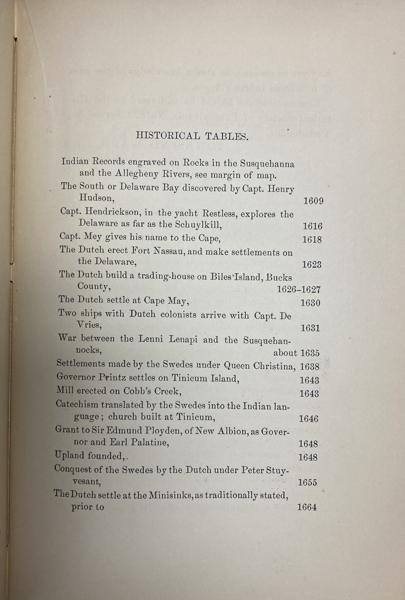 HISTORICAL TABLES.
Indian Records engraved on Rocks in the Susquehanna
and the Allegheny Rivers, see margin of map.
The South or Delaware Bay discovered by Capt. Henry
Hudson, 1609
Capt. Hendrickson, in the yacht Restless, explores the
Delaware as far as the Schuylkill, 1616
Capt. Mey gives his name to the Cape, 1618
The Dutch erect Fort Nassau, and make settlements on
the Delaware, 1623
The Dutch build a trading-house on Biles' Island, Bucks
County, 1626-1627
The Dutch settle at Cape May, 1630
Two ships with Dutch colonists arrive with Capt. De
Vries, 1631
War between the Lenni Lenapi and the Susquehan-
nocks, about 1635
Settlements made by the Swedes under Queen Christina, 1638
Governor Printz settles on Tinicum Island, 1643
Mill erected on Cobb's Creek, 1643
Catechism translated by the Swedes into the Indian lan-
guage; church built at Tinicum, 1646
Grant to Sir Edmund Ployden, of New Albion, as Gover-
nor and Earl Palatine, 1648
Upland founded,. 1648
Conquest of the Swedes by the Dutch under Peter Stuy-
vesant, 1655
The Dutch settle at the Minisinks, as traditionally stated,
prior to 1664